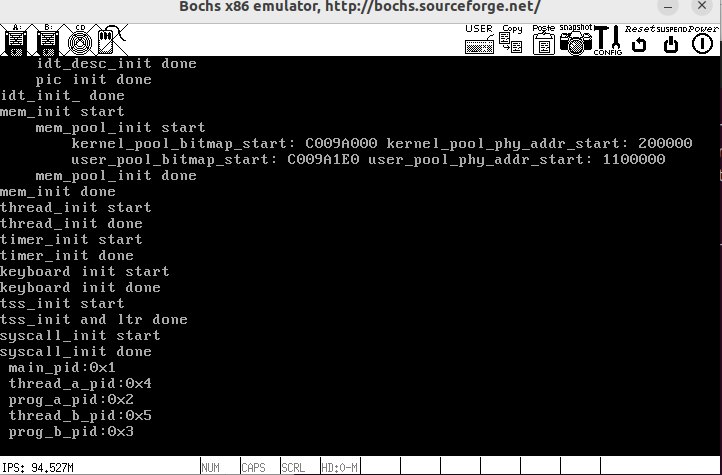 Bochs x86 emulator, http://bochs.sourceforge.net/
A: B: CD USER Copy Poste snapshot CONFIG Reset SUSPEND Power
idt_desc_init done
pic init done
idt_init_ done
mem_init start
mem_pool_init start
kernel_pool_bitmap_start: C009A000 kernel_pool_phy_addr_start: 200000
user_pool_bitmap_start: C009A1E0 user_pool_phy_addr_start: 1100000
mem_pool_init done
mem_init done
thread_init start
thread_init done
timer_init start
timer_init done
keyboard init start
keyboard init done
tss_init start
tss_init and ltr done
syscall_init start
syscall_init done
main_pid:0x1
thread_a_pid:0x4
prog_a_pid:0x2
thread_b_pid:0x5
prog_b_pid:0x3
IPS: 94.527M NUM CAPS SCRL HD:0-M